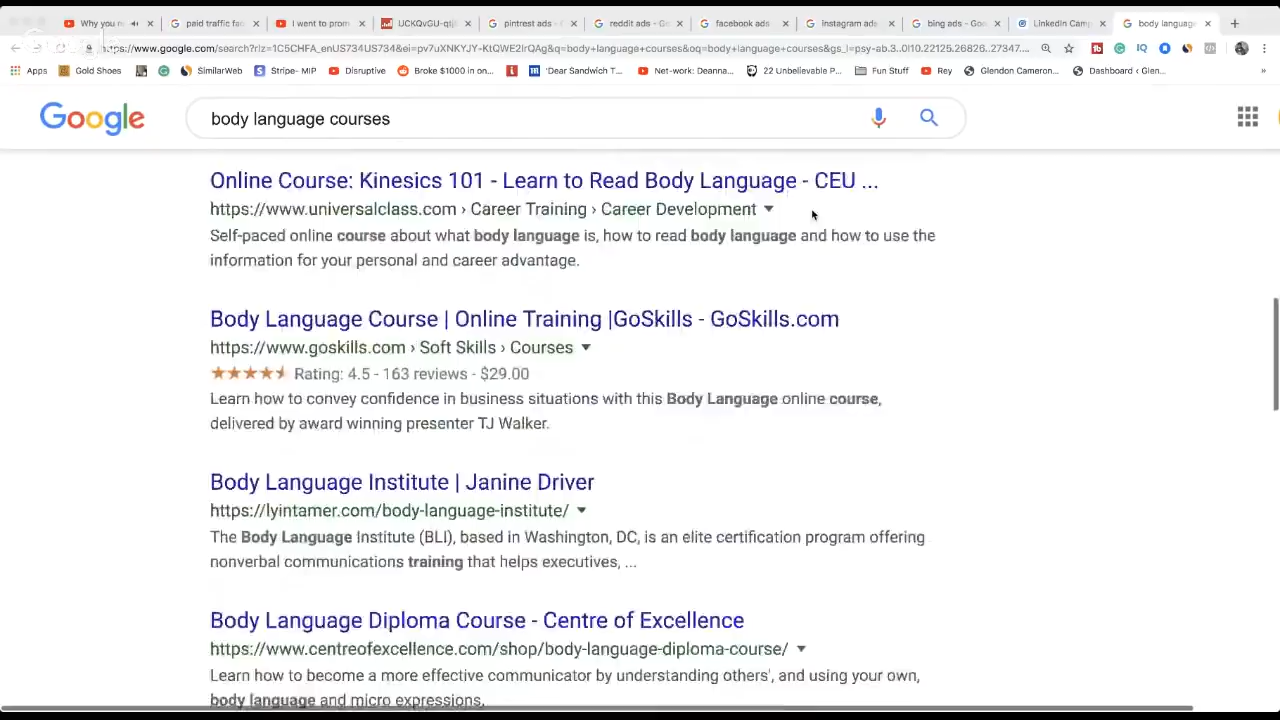 Why you n
paid traffic fac
I went to prom
UCKQvGU-qtj
pintrest ads - G
reddit ads - Go
facebook ads
instagram ade
bing ads - Goo
LinkedIn Camp
body language
https://www.google.com/search?rlz=1C5CHFA_enUS734US734&ei=pv7uXNKYJY-KtQWE2IrQAg&q=body+language+courses&oq=body+language+courses&gs_l=psy-ab.3..0l10.22125.26826..27347....
Apps
Gold Shoes
SimilarWeb
Stripe- MIP
Disruptive
Broke $1000 in on...
'Dear Sandwich T...
Net-work: Deanna...
22 Unbelievable P...
Fun Stuff
Rey
Glendon Cameron...
Dashboard ‹ Glen...
»
Google
body language courses
Online Course: Kinesics 101 - Learn to Read Body Language - CEU ...
https://www.universalclass.com › Career Training › Career Development
Self-paced online course about what body language is, how to read body language and how to use the
information for your personal and career advantage.
Body Language Course | Online Training |GoSkills - GoSkills.com
https://www.goskills.com › Soft Skills › Courses
Rating: 4.5 - 163 reviews - $29.00
Learn how to convey confidence in business situations with this Body Language online course,
delivered by award winning presenter TJ Walker.
Body Language Institute | Janine Driver
https://lyintamer.com/body-language-institute/
The Body Language Institute (BLI), based in Washington, DC, is an elite certification program offering
nonverbal communications training that helps executives, ...
Body Language Diploma Course - Centre of Excellence
https://www.centreofexcellence.com/shop/body-language-diploma-course/
Learn how to become a more effective communicator by understanding others', and using your own,
body language and micro expressions.